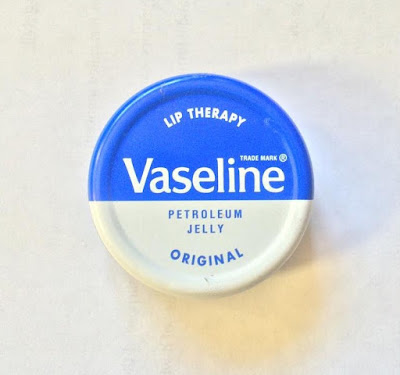 LIP THERAPY
TRADE MARK ®
Vaseline
PETROLEUM
JELLY
ORIGINAL